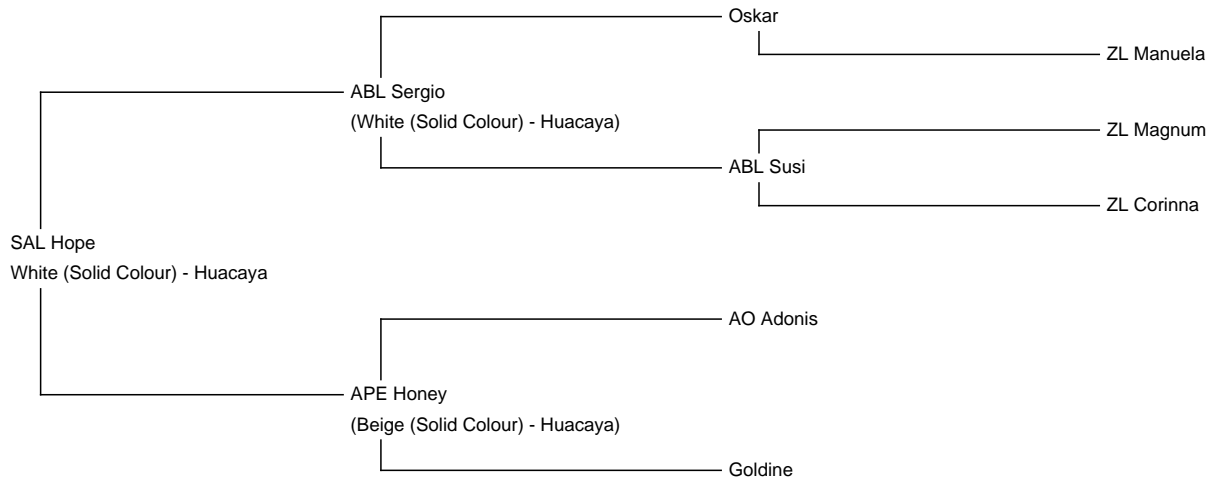 Oskar
ZL Manuela
ABL Sergio
(White (Solid Colour) - Huacaya)
ZL Magnum
ABL Susi
ZL Corinna
SAL Hope
White (Solid Colour) - Huacaya
AO Adonis
APE Honey
(Beige (Solid Colour) - Huacaya)
Goldine